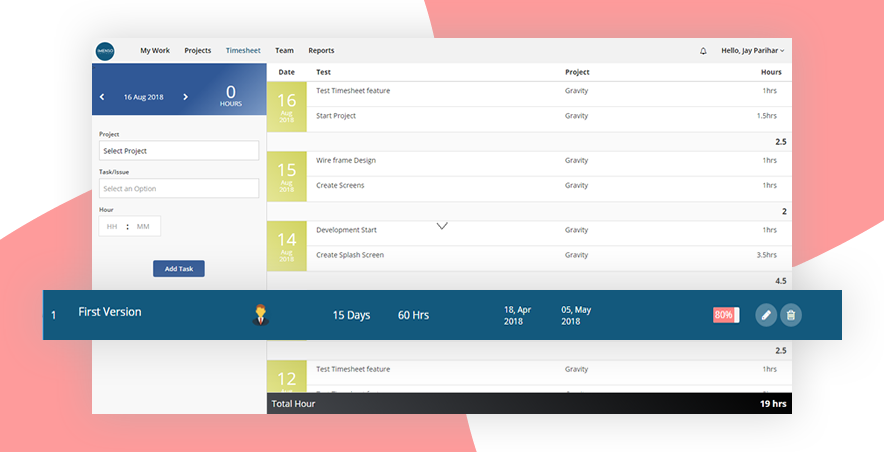 My Work Projects Timesheet Team Reports Hello, Jay Parihar
16 Aug 2018
0
HOURS
Project
Select Project
Task/Issue
Select an Option
Hour
HH : MM
Add Task
Date Test Project Hours
16
Aug
2018
Test Timesheet feature Gravity 1hrs
Start Project Gravity 1.5hrs
2.5
15
Aug
2018
Wire frame Design Gravity 1hrs
Create Screens Gravity 1hrs
2
14
Aug
2018
Development Start Gravity 1hrs
Create Splash Screen Gravity 3.5hrs
4.5
1 First Version 15 Days 60 Hrs 18, Apr 2018 05, May 2018 80%
2.5
12
Aug
Test Timesheet feature Gravity 1hrs
Total Hour 19 hrs